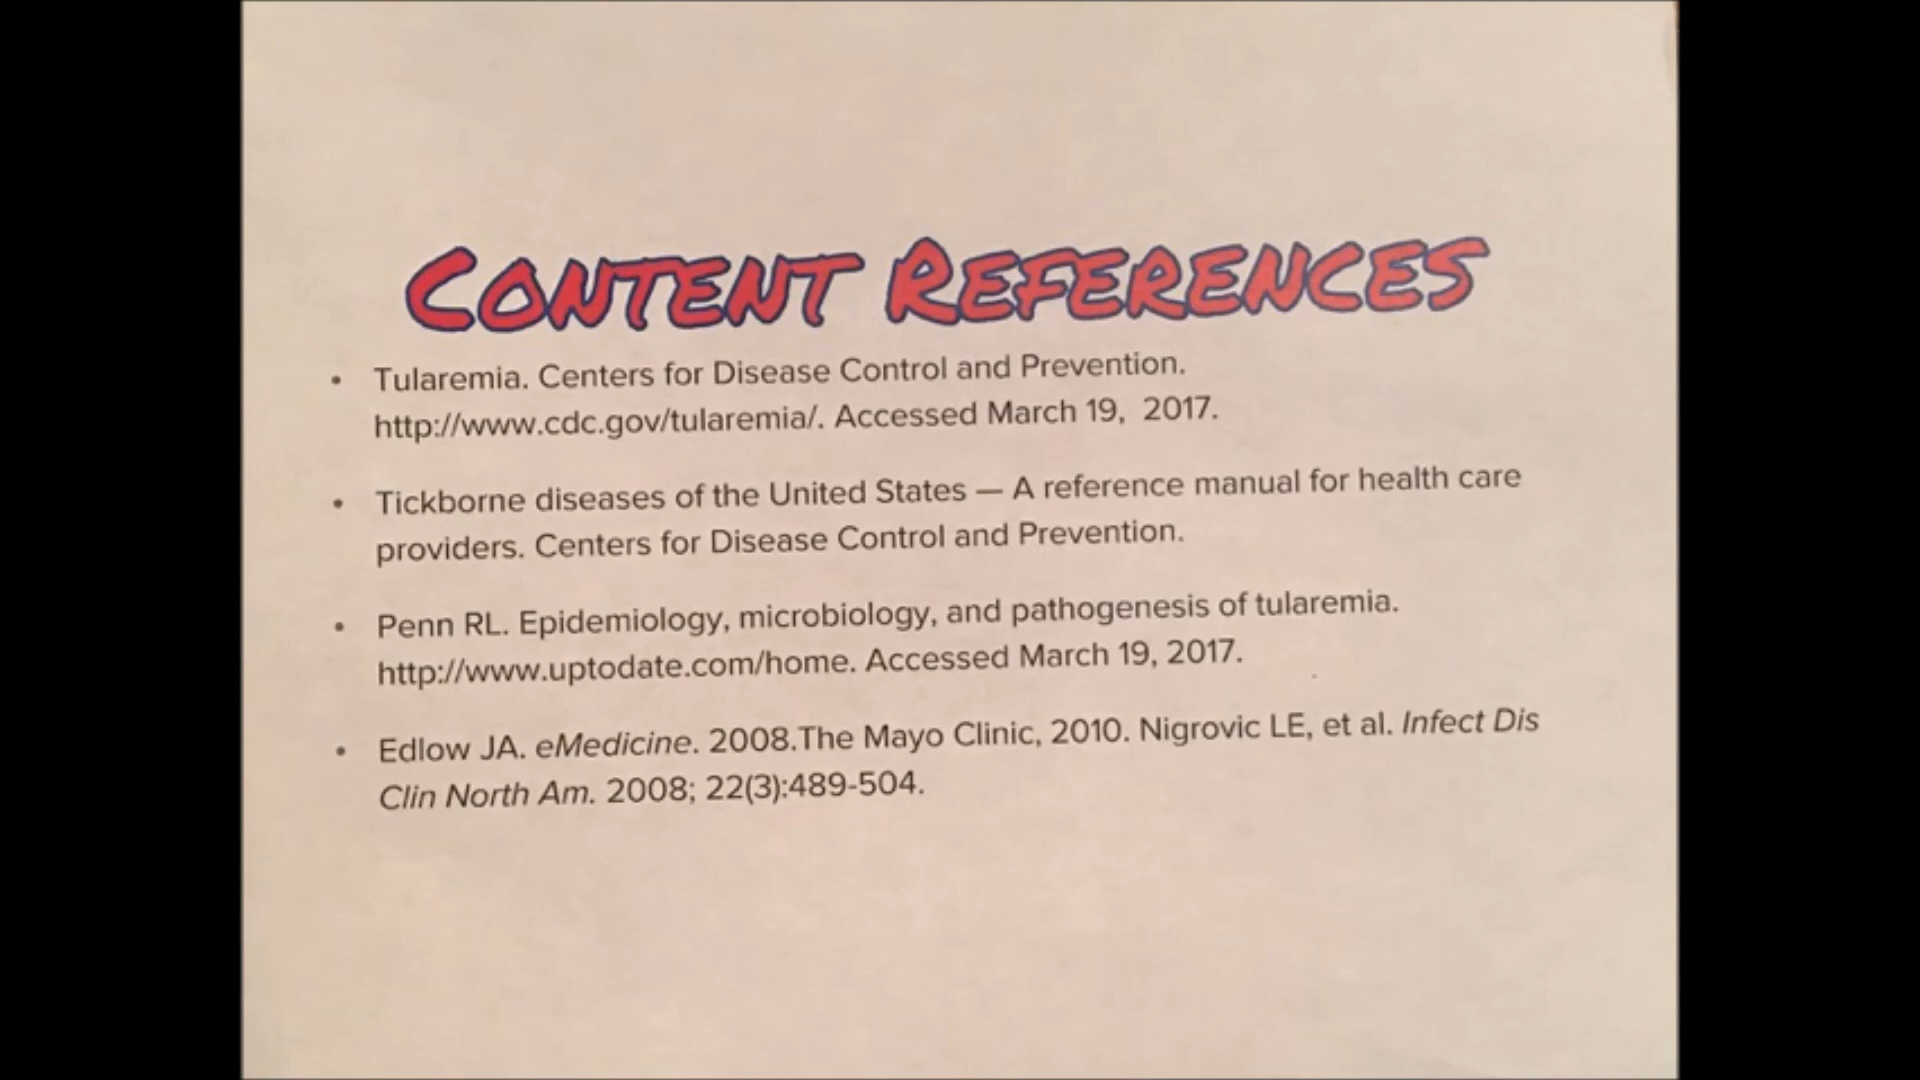 CONTENT REFERENCES
• Tularemia. Centers for Disease Control and Prevention.
http://www.cdc.gov/tularemia/. Accessed March 19,  2017.
• Tickborne diseases of the United States — A reference manual for health care
providers. Centers for Disease Control and Prevention.
• Penn RL. Epidemiology, microbiology, and pathogenesis of tularemia.
http://www.uptodate.com/home. Accessed March 19, 2017.
• Edlow JA. eMedicine. 2008.The Mayo Clinic, 2010. Nigrovic LE, et al. Infect Dis
Clin North Am. 2008; 22(3):489-504.